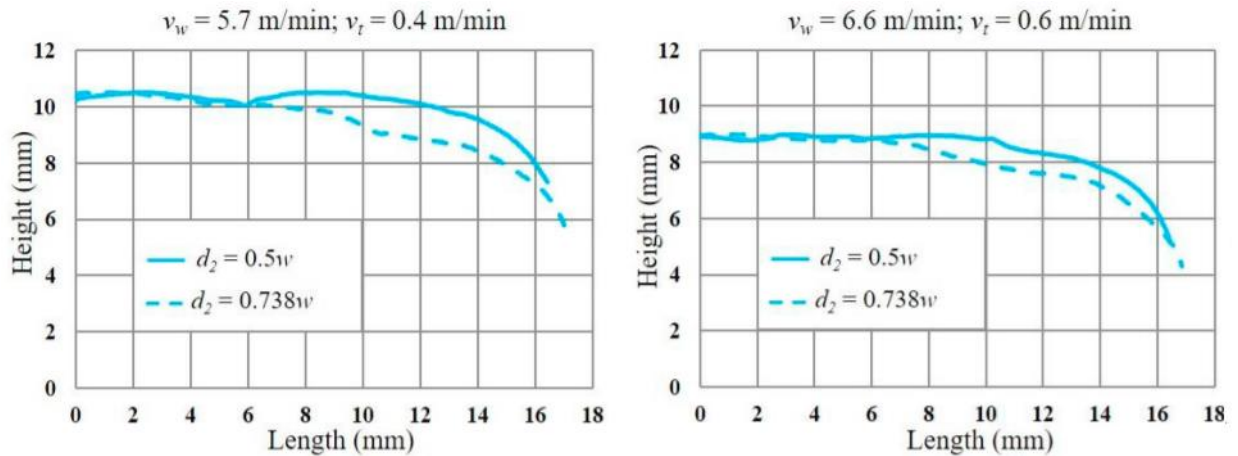 v_w = 5.7 m/min; v_t = 0.4 m/min
12
10
8
6
4
2
0
Height (mm)
d_2 = 0.5w
d_2 = 0.738w
0 2 4 6 8 10 12 14 16 18
Length (mm)
v_w = 6.6 m/min; v_t = 0.6 m/min
12
10
8
6
4
2
0
Height (mm)
d_2 = 0.5w
d_2 = 0.738w
0 2 4 6 8 10 12 14 16 18
Length (mm)